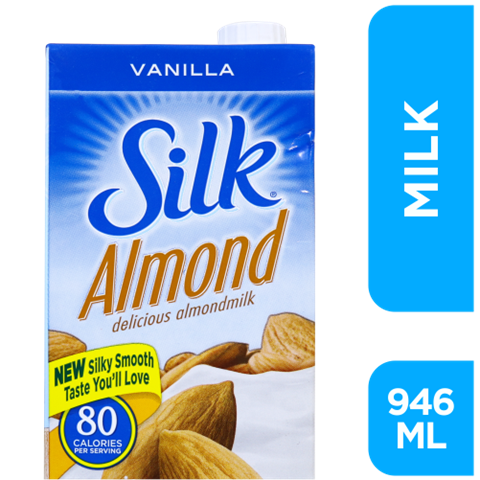 VANILLA
Silk®
Almond
delicious almondmilk
NEW Silky Smooth
Taste You'll Love
80
CALORIES
PER SERVING
MILK
946
ML